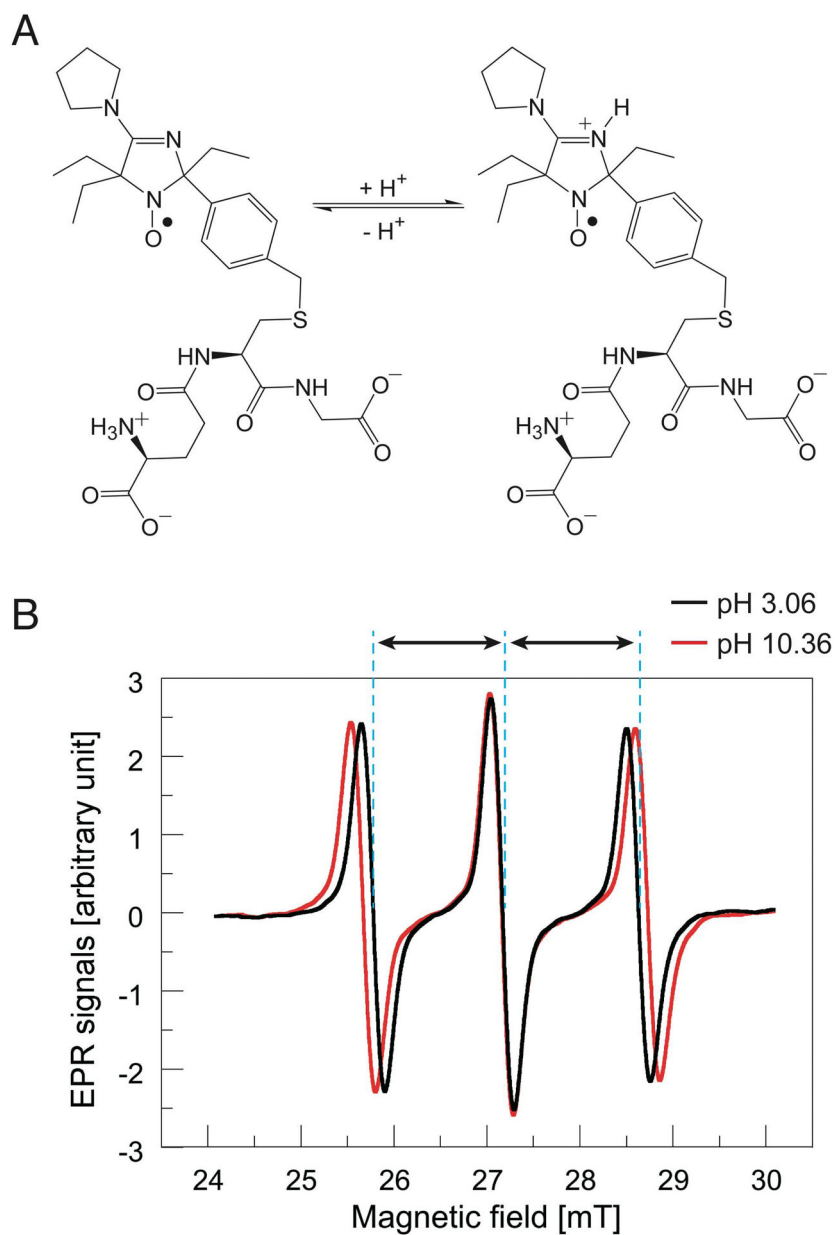 A
N
N
N
O
•
S
HN
O
O
NH
O−
O
H3N+
O
O−
+ H+
- H+
N
+
H
N
N
O
•
S
HN
O
O
NH
O−
O
H3N+
O
O−
B
pH 3.06
pH 10.36
EPR signals [arbitrary unit]
3
2
1
0
-1
-2
-3
24 25 26 27 28 29 30
Magnetic field [mT]